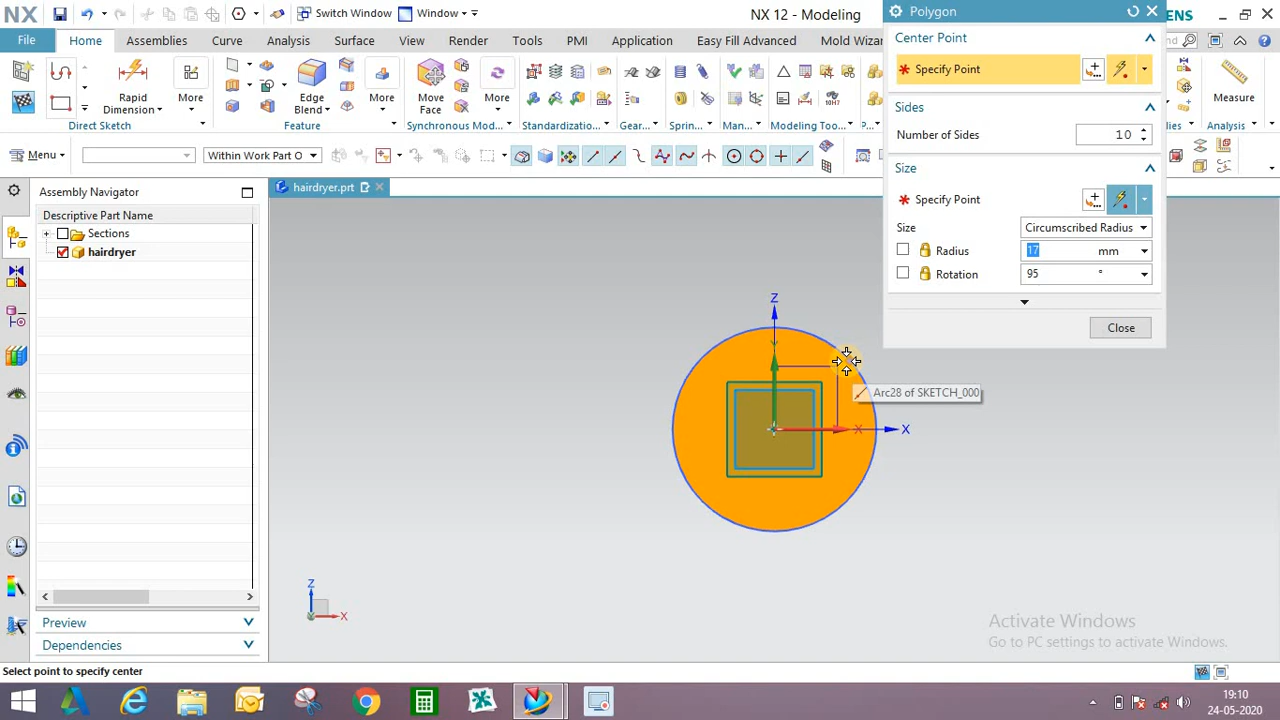 NX
Switch Window
Window
NX 12 - Modeling
Polygon
ENS
File
Home
Assemblies
Curve
Analysis
Surface
View
Render
Tools
PMI
Application
Easy Fill Advanced
Mold Wizard
Center Point
Specify Point
Rapid
Dimension
More
Edge
Blend
More
Move
Face
More
Measure
Direct Sketch
Feature
Synchronous Mod...
Standardizatio...
Gear...
Sprin...
Man...
Modeling Too...
Analysis
Sides
Number of Sides
10
Menu
Within Work Part O
Size
Specify Point
Size
Circumscribed Radius
Radius
17
mm
Rotation
95
°
Close
Assembly Navigator
Descriptive Part Name
Sections
hairdryer
hairdryer.prt
Z
Y
Arc28 of SKETCH_000
X
X
Z
X
Preview
Dependencies
Activate Windows
Go to PC settings to activate Windows.
Select point to specify center
19:10
24-05-2020